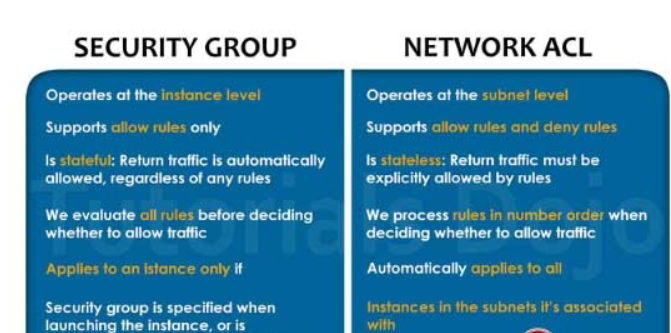 SECURITY GROUP
Operates at the instance level
Supports allow rules only
Is stateful: Return traffic is automatically
allowed, regardless of any rules
We evaluate all rules before deciding
whether to allow traffic
Applies to an istance only if
Security group is specified when
launching the instance, or is
NETWORK ACL
Operates at the subnet level
Supports allow rules and deny rules
Is stateless: Return traffic must be
explicitly allowed by rules
We process rules in number order when
deciding whether to allow traffic
Automatically applies to all
Instances in the subnets it's associated
with
Tutorials Dojo